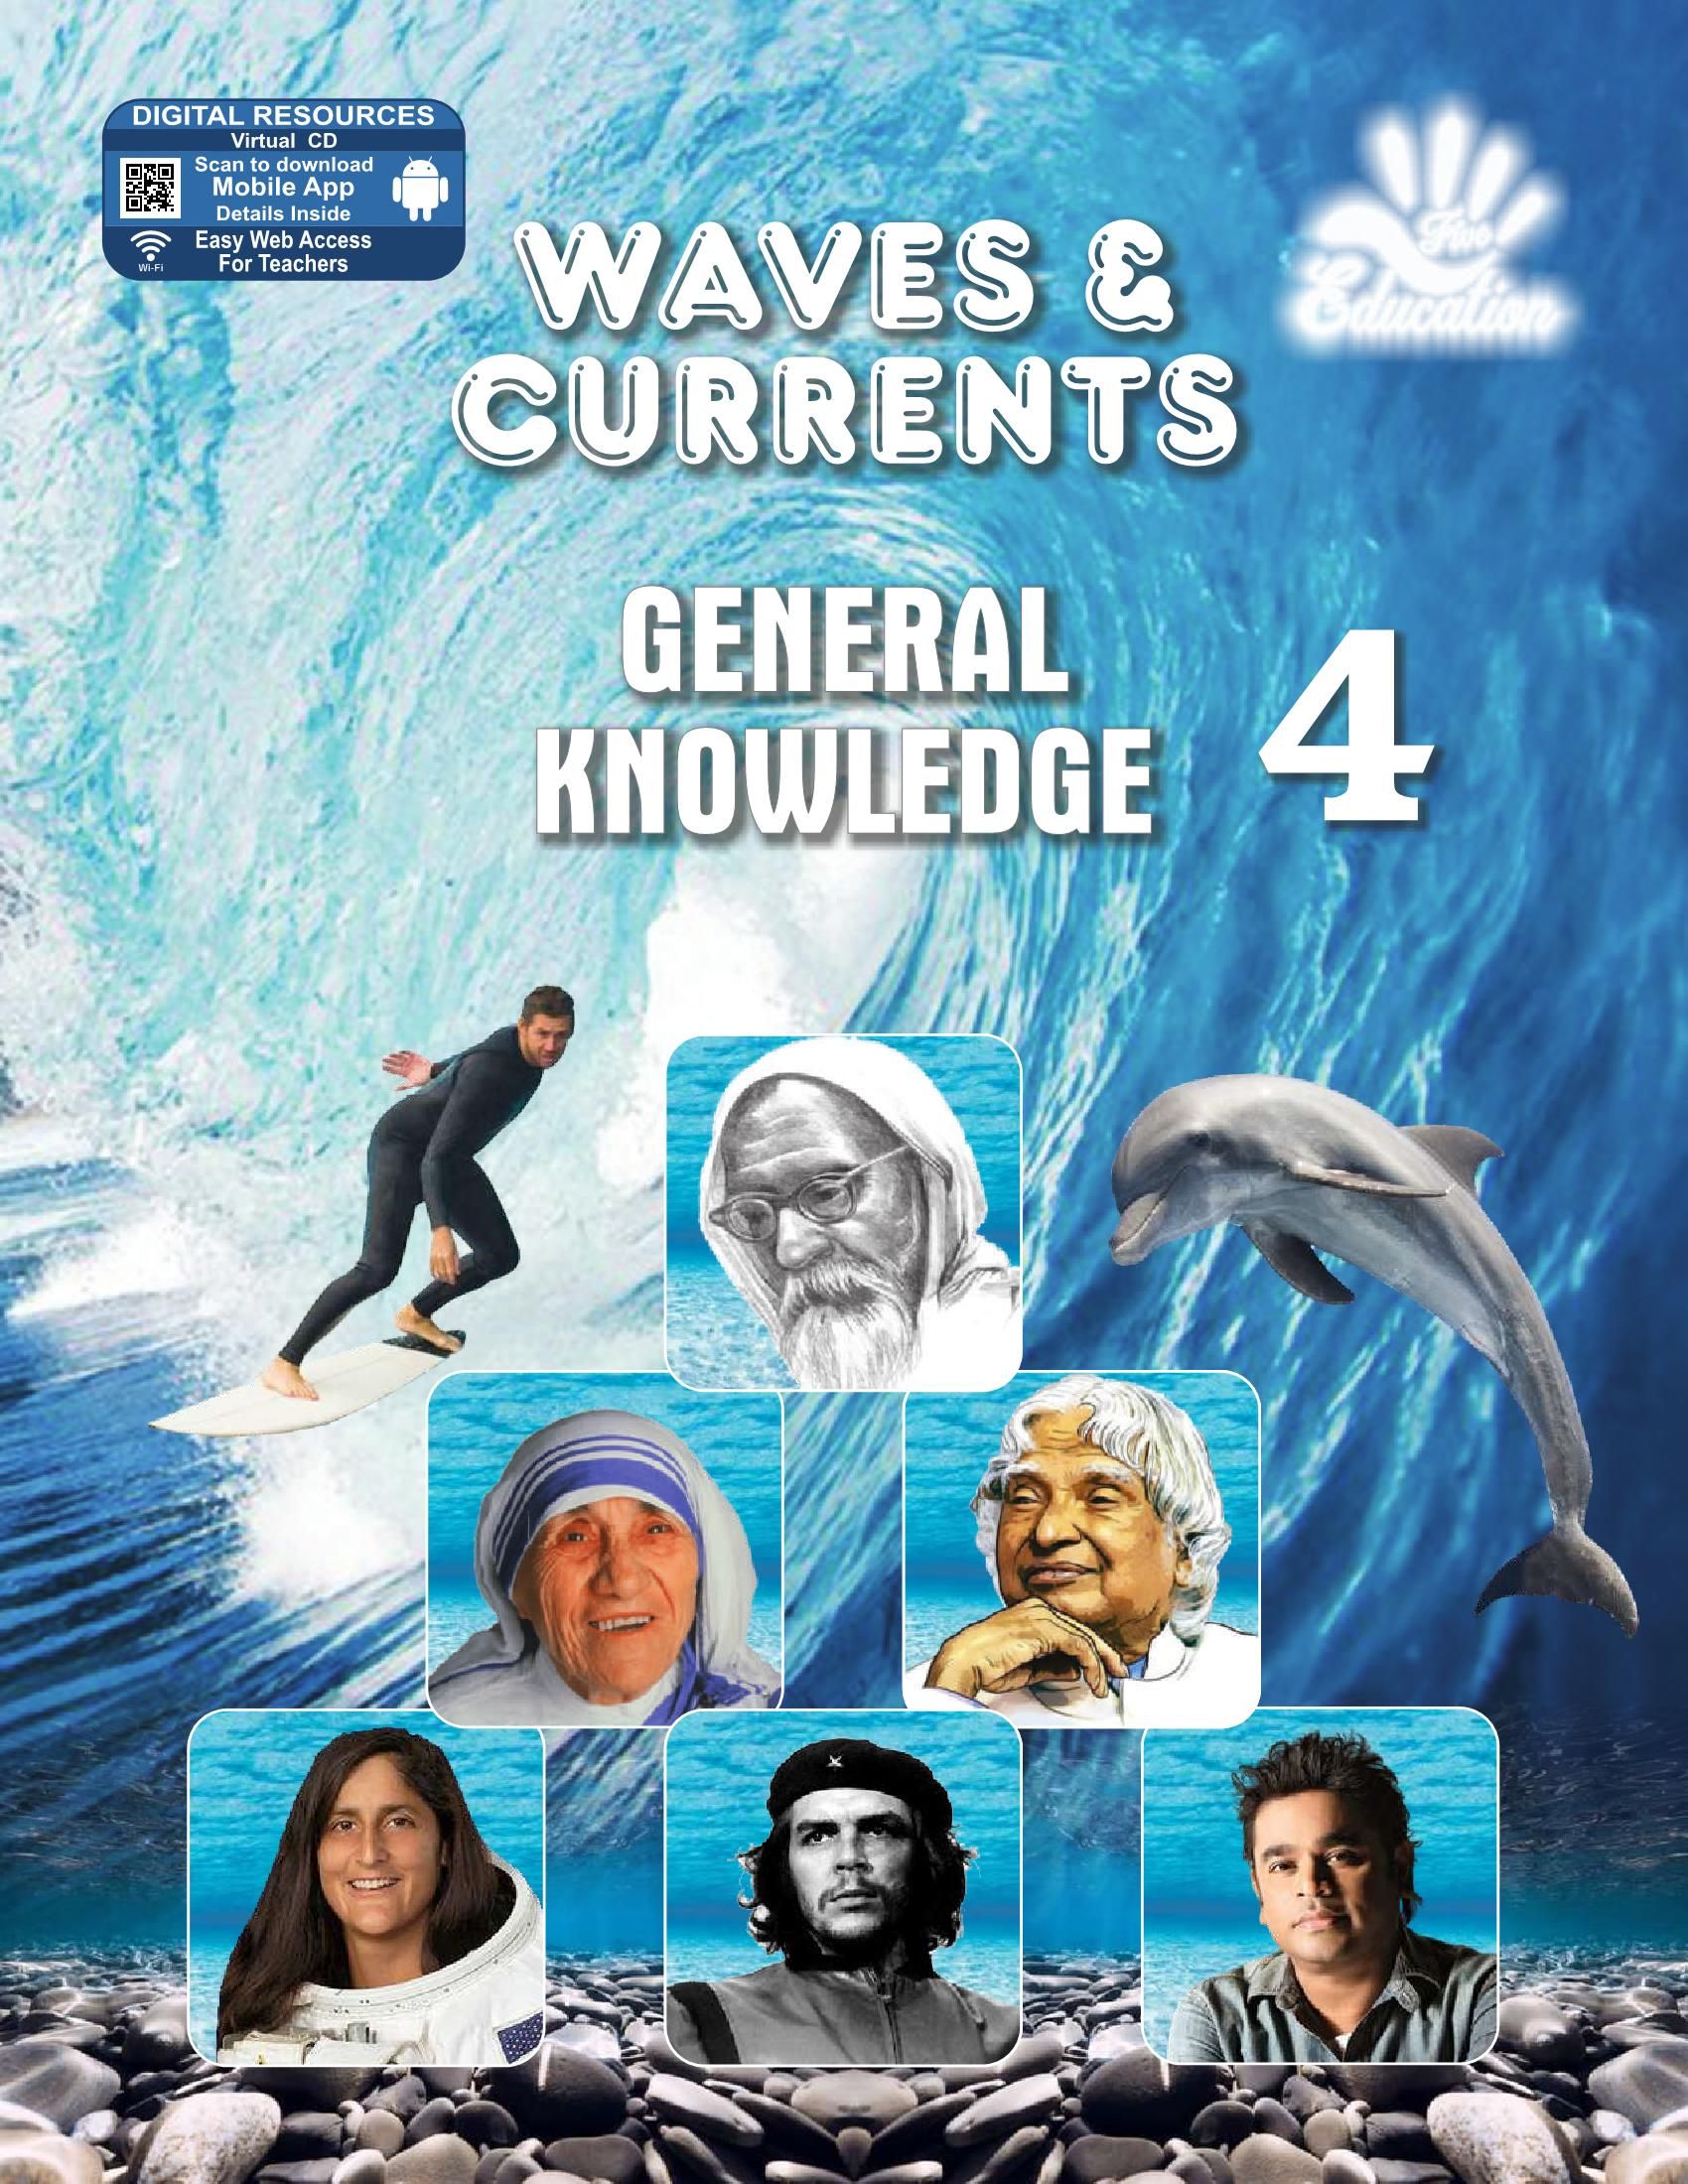 DIGITAL RESOURCES
Virtual CD
Scan to download
Mobile App
Details Inside
Wi-Fi
Easy Web Access
For Teachers
Five
Education
WAVES &
CURRENTS
GENERAL
KNOWLEDGE
4